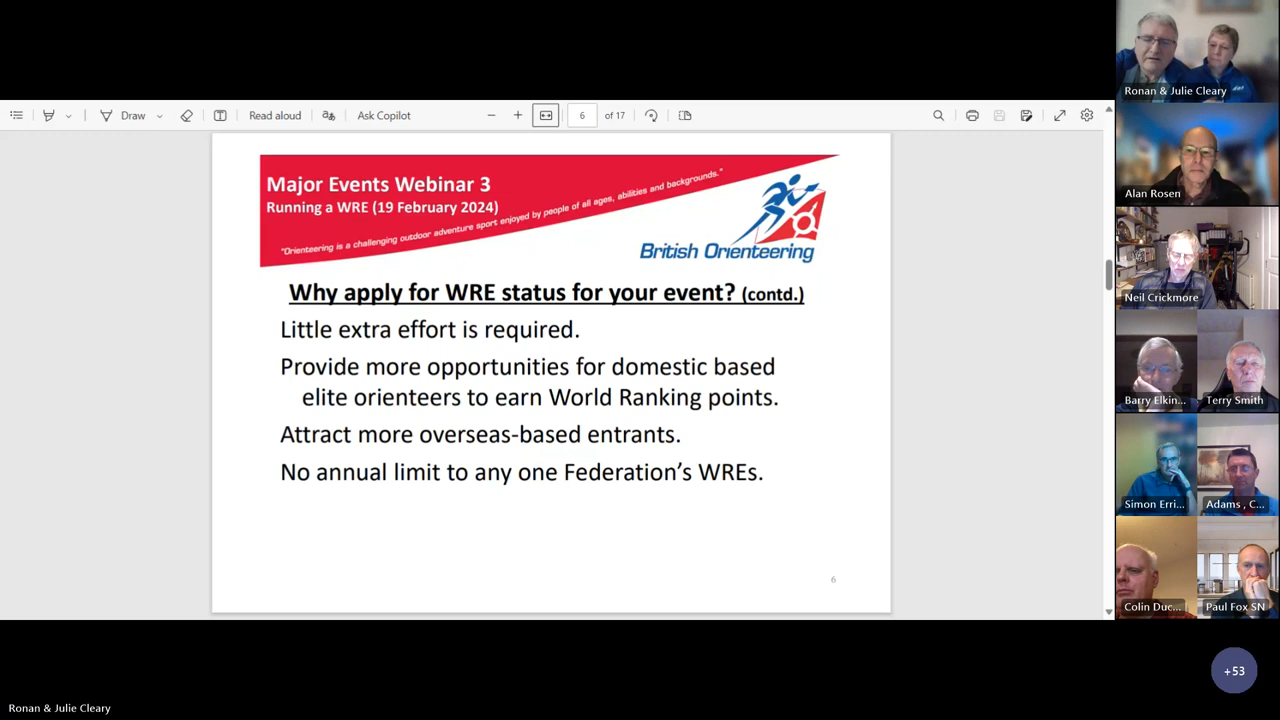 Draw
Read aloud
Ask Copilot
6
of 17
Major Events Webinar 3
Running a WRE (19 February 2024)
"Orienteering is a challenging outdoor adventure sport enjoyed by people of all ages, abilities and backgrounds."
British Orienteering
Why apply for WRE status for your event? (contd.)
Little extra effort is required.
Provide more opportunities for domestic based
elite orienteers to earn World Ranking points.
Attract more overseas-based entrants.
No annual limit to any one Federation’s WREs.
6
Ronan & Julie Cleary
Alan Rosen
Neil Crickmore
Barry Elkin...
Terry Smith
Simon Erri...
Adams , C...
Colin Duc...
Paul Fox SN
+53
Ronan & Julie Cleary